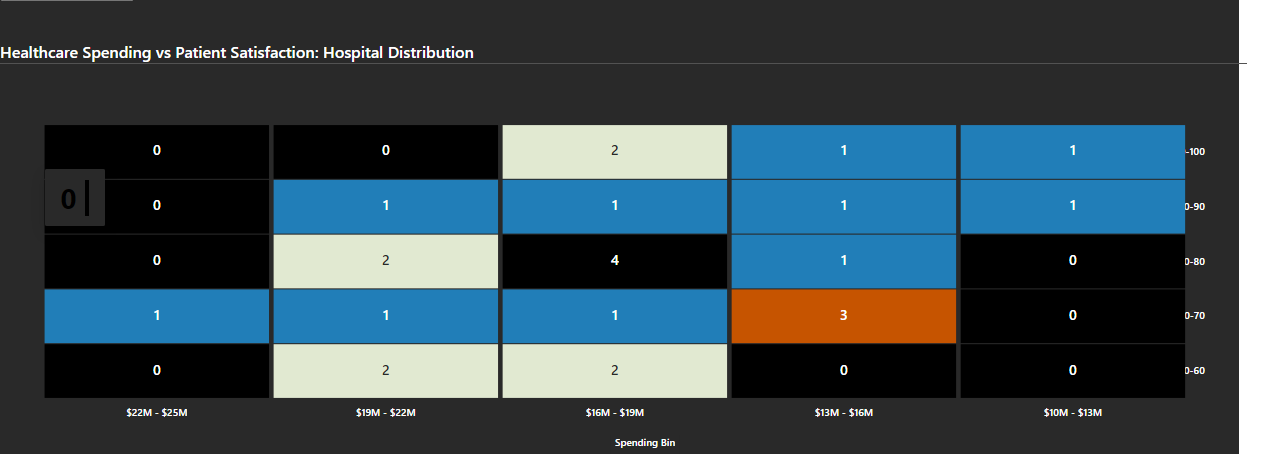 Healthcare Spending vs Patient Satisfaction: Hospital Distribution
0 0 2 1 1 -100
0
0 1 1 1 1 0-90
0 2 4 1 0 0-80
1 1 1 3 0 0-70
0 2 2 0 0 0-60
$22M - $25M $19M - $22M $16M - $19M $13M - $16M $10M - $13M
Spending Bin